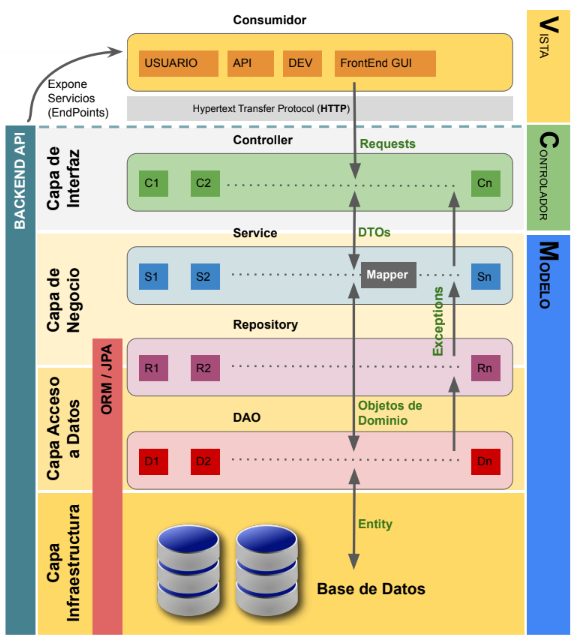 Consumidor
USUARIO
API
DEV
FrontEnd GUI
VISTA
Expone
Servicios
(EndPoints)
Hypertext Transfer Protocol (HTTP)
BACKEND API
Capa de
Interfaz
Controller
Requests
C1
C2
Cn
CONTROLADOR
DTOs
Capa de
Negocio
Service
S1
S2
Mapper
Sn
MODELO
Exceptions
Repository
ORM / JPA
R1
R2
Rn
Capa Acceso
a Datos
Objetos de
Dominio
DAO
D1
D2
Dn
Capa
Infraestructura
Entity
Base de Datos